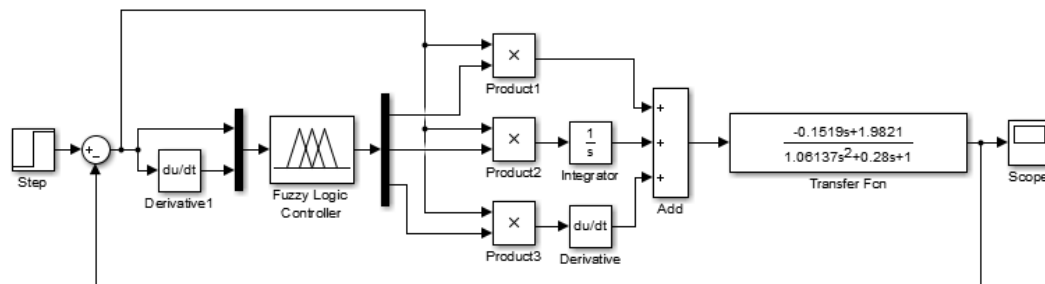 Step
+
−
du/dt
Derivative1
Fuzzy Logic
Controller
×
Product1
×
Product2
×
Product3
1
s
Integrator
du/dt
Derivative
+
+
+
Add
-0.1519s+1.9821
1.06137s2+0.28s+1
Transfer Fcn
Scope